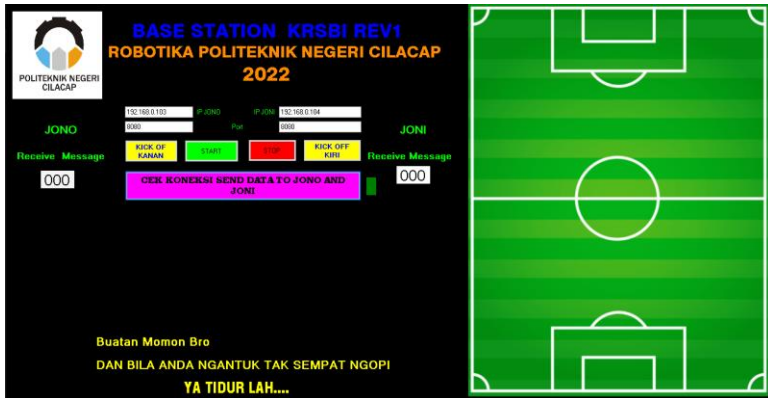 BASE STATION KRSBI REV1
ROBOTIKA POLITEKNIK NEGERI CILACAP
2022
POLITEKNIK NEGERI
CILACAP
192.168.0.103 IP JONO IP JONI 192.168.0.104
8080 Port 8080
JONO JONI
KICK OF
KANAN
START
STOP
KICK OFF
KIRI
Receive Message Receive Message
000 000
CEK KONEKSI SEND DATA TO JONO AND
JONI
Buatan Momon Bro
DAN BILA ANDA NGANTUK TAK SEMPAT NGOPI
YA TIDUR LAH....